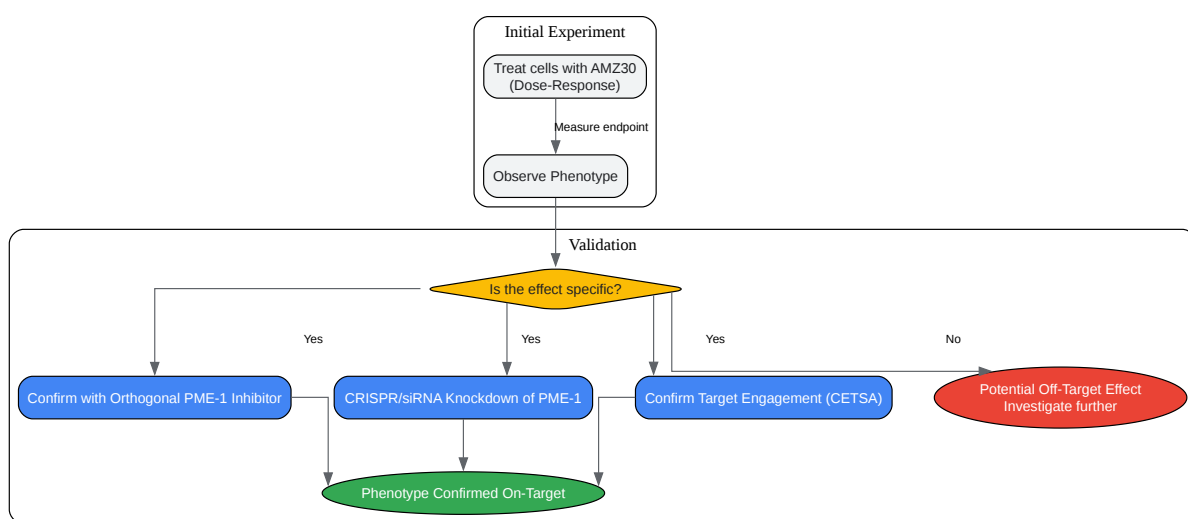 Initial Experiment
Treat cells with AMZ30
(Dose-Response)
Measure endpoint
Observe Phenotype
Validation
Is the effect specific?
Yes
Yes
Yes
No
Confirm with Orthogonal PME-1 Inhibitor
CRISPR/siRNA Knockdown of PME-1
Confirm Target Engagement (CETSA)
Potential Off-Target Effect
Investigate further
Phenotype Confirmed On-Target